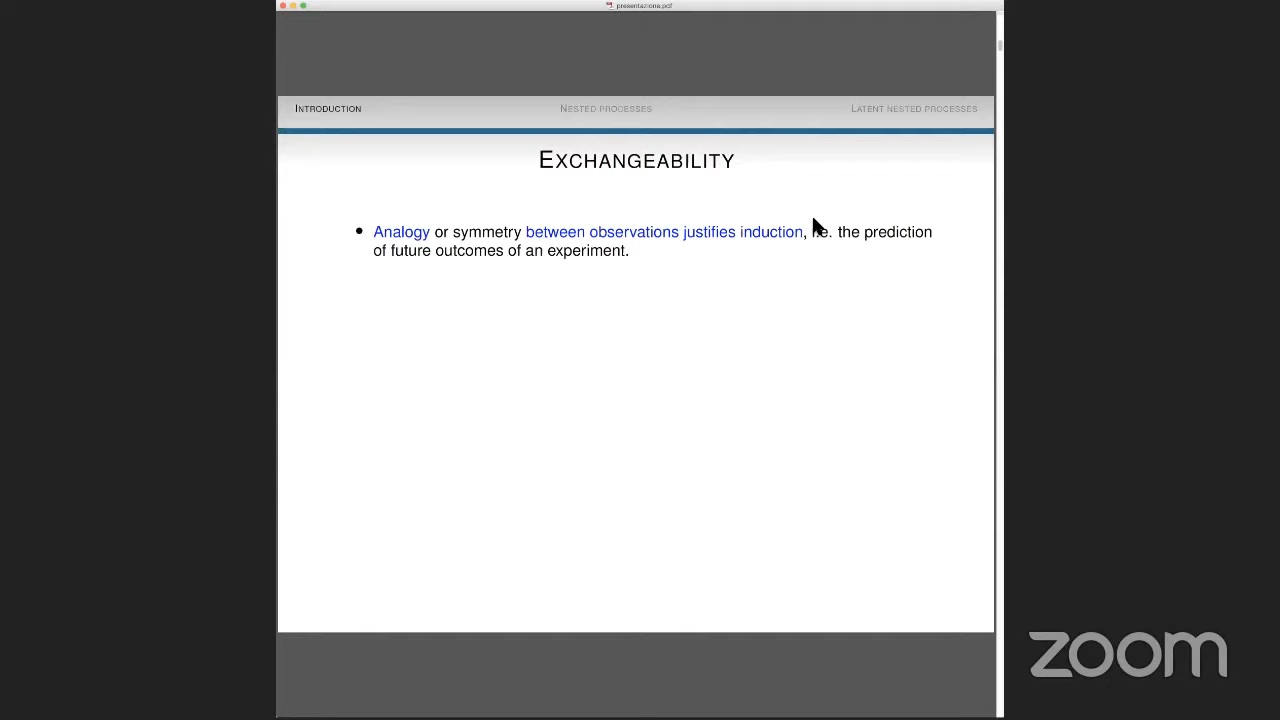 presentazione.pdf
INTRODUCTION
NESTED PROCESSES
LATENT NESTED PROCESSES
EXCHANGEABILITY
• Analogy or symmetry between observations justifies induction, i.e. the prediction
of future outcomes of an experiment.
zoom